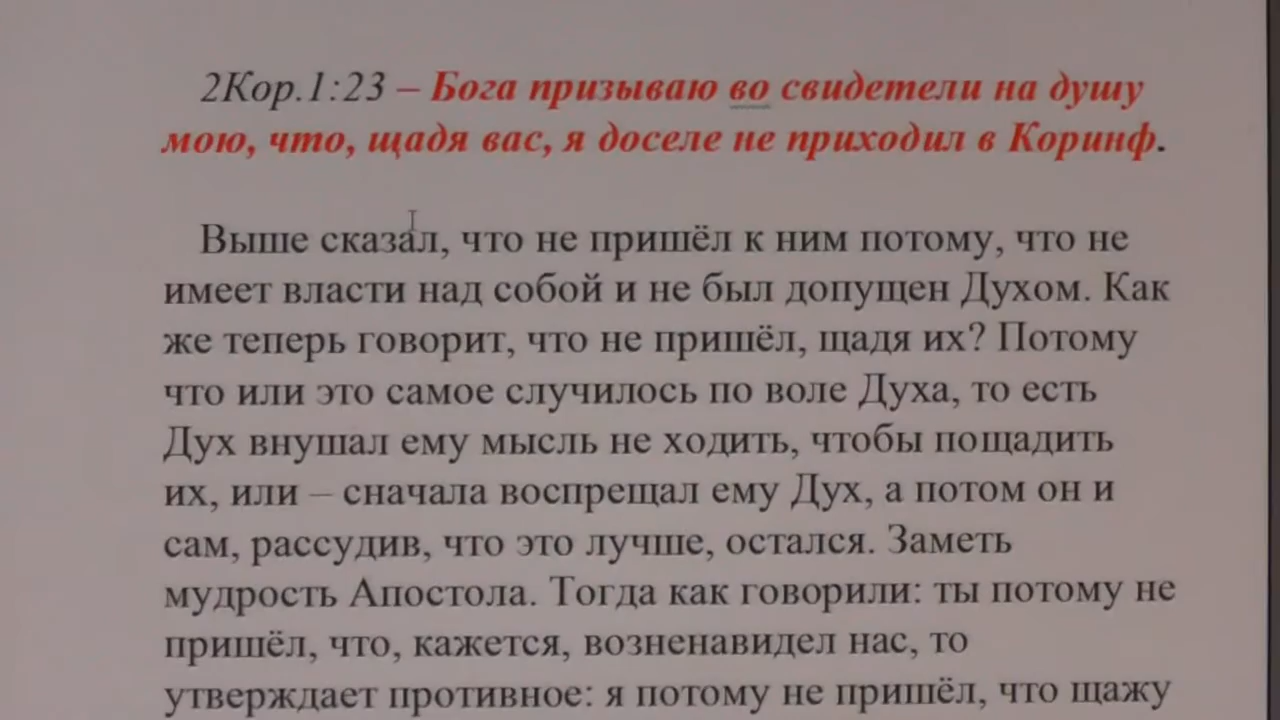 2Кор.1:23 – Бога призываю во свидетели на душу
мою, что, щадя вас, я доселе не приходил в Коринф.
Выше сказал, что не пришёл к ним потому, что не
имеет власти над собой и не был допущен Духом. Как
же теперь говорит, что не пришёл, щадя их? Потому
что или это самое случилось по воле Духа, то есть
Дух внушал ему мысль не ходить, чтобы пощадить
их, или – сначала воспрещал ему Дух, а потом он и
сам, рассудив, что это лучше, остался. Заметь
мудрость Апостола. Тогда как говорили: ты потому не
пришёл, что, кажется, возненавидел нас, то
утверждает противное: я потому не пришёл, что щажу